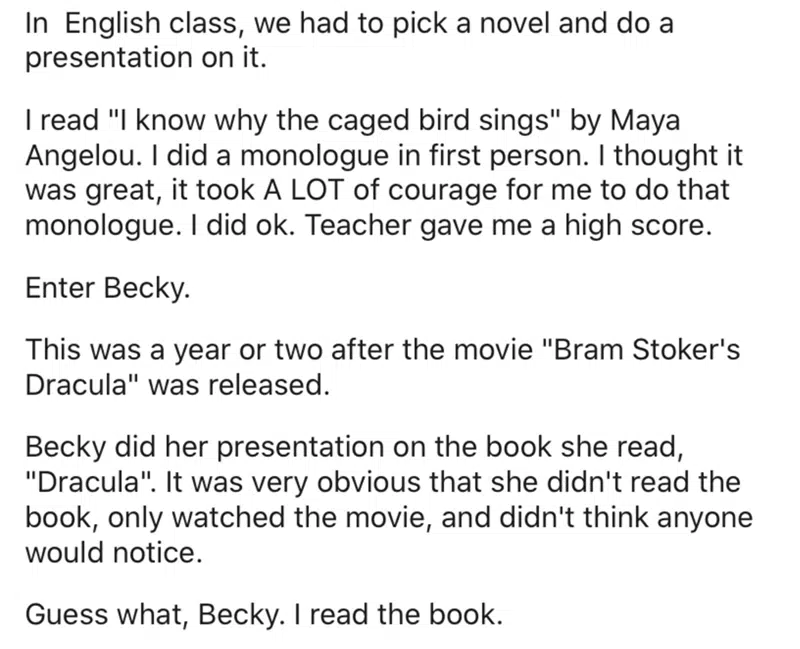 In  English class, we had to pick a novel and do a
presentation on it.
I read "I know why the caged bird sings" by Maya
Angelou. I did a monologue in first person. I thought it
was great, it took A LOT of courage for me to do that
monologue. I did ok. Teacher gave me a high score.
Enter Becky.
This was a year or two after the movie "Bram Stoker's
Dracula" was released.
Becky did her presentation on the book she read,
"Dracula". It was very obvious that she didn't read the
book, only watched the movie, and didn't think anyone
would notice.
Guess what, Becky. I read the book.